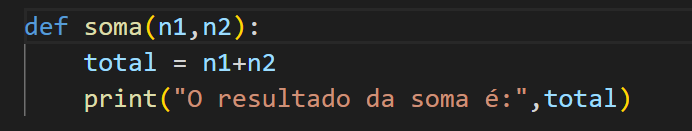 def soma(n1,n2):
    total = n1+n2
    print("O resultado da soma é:",total)